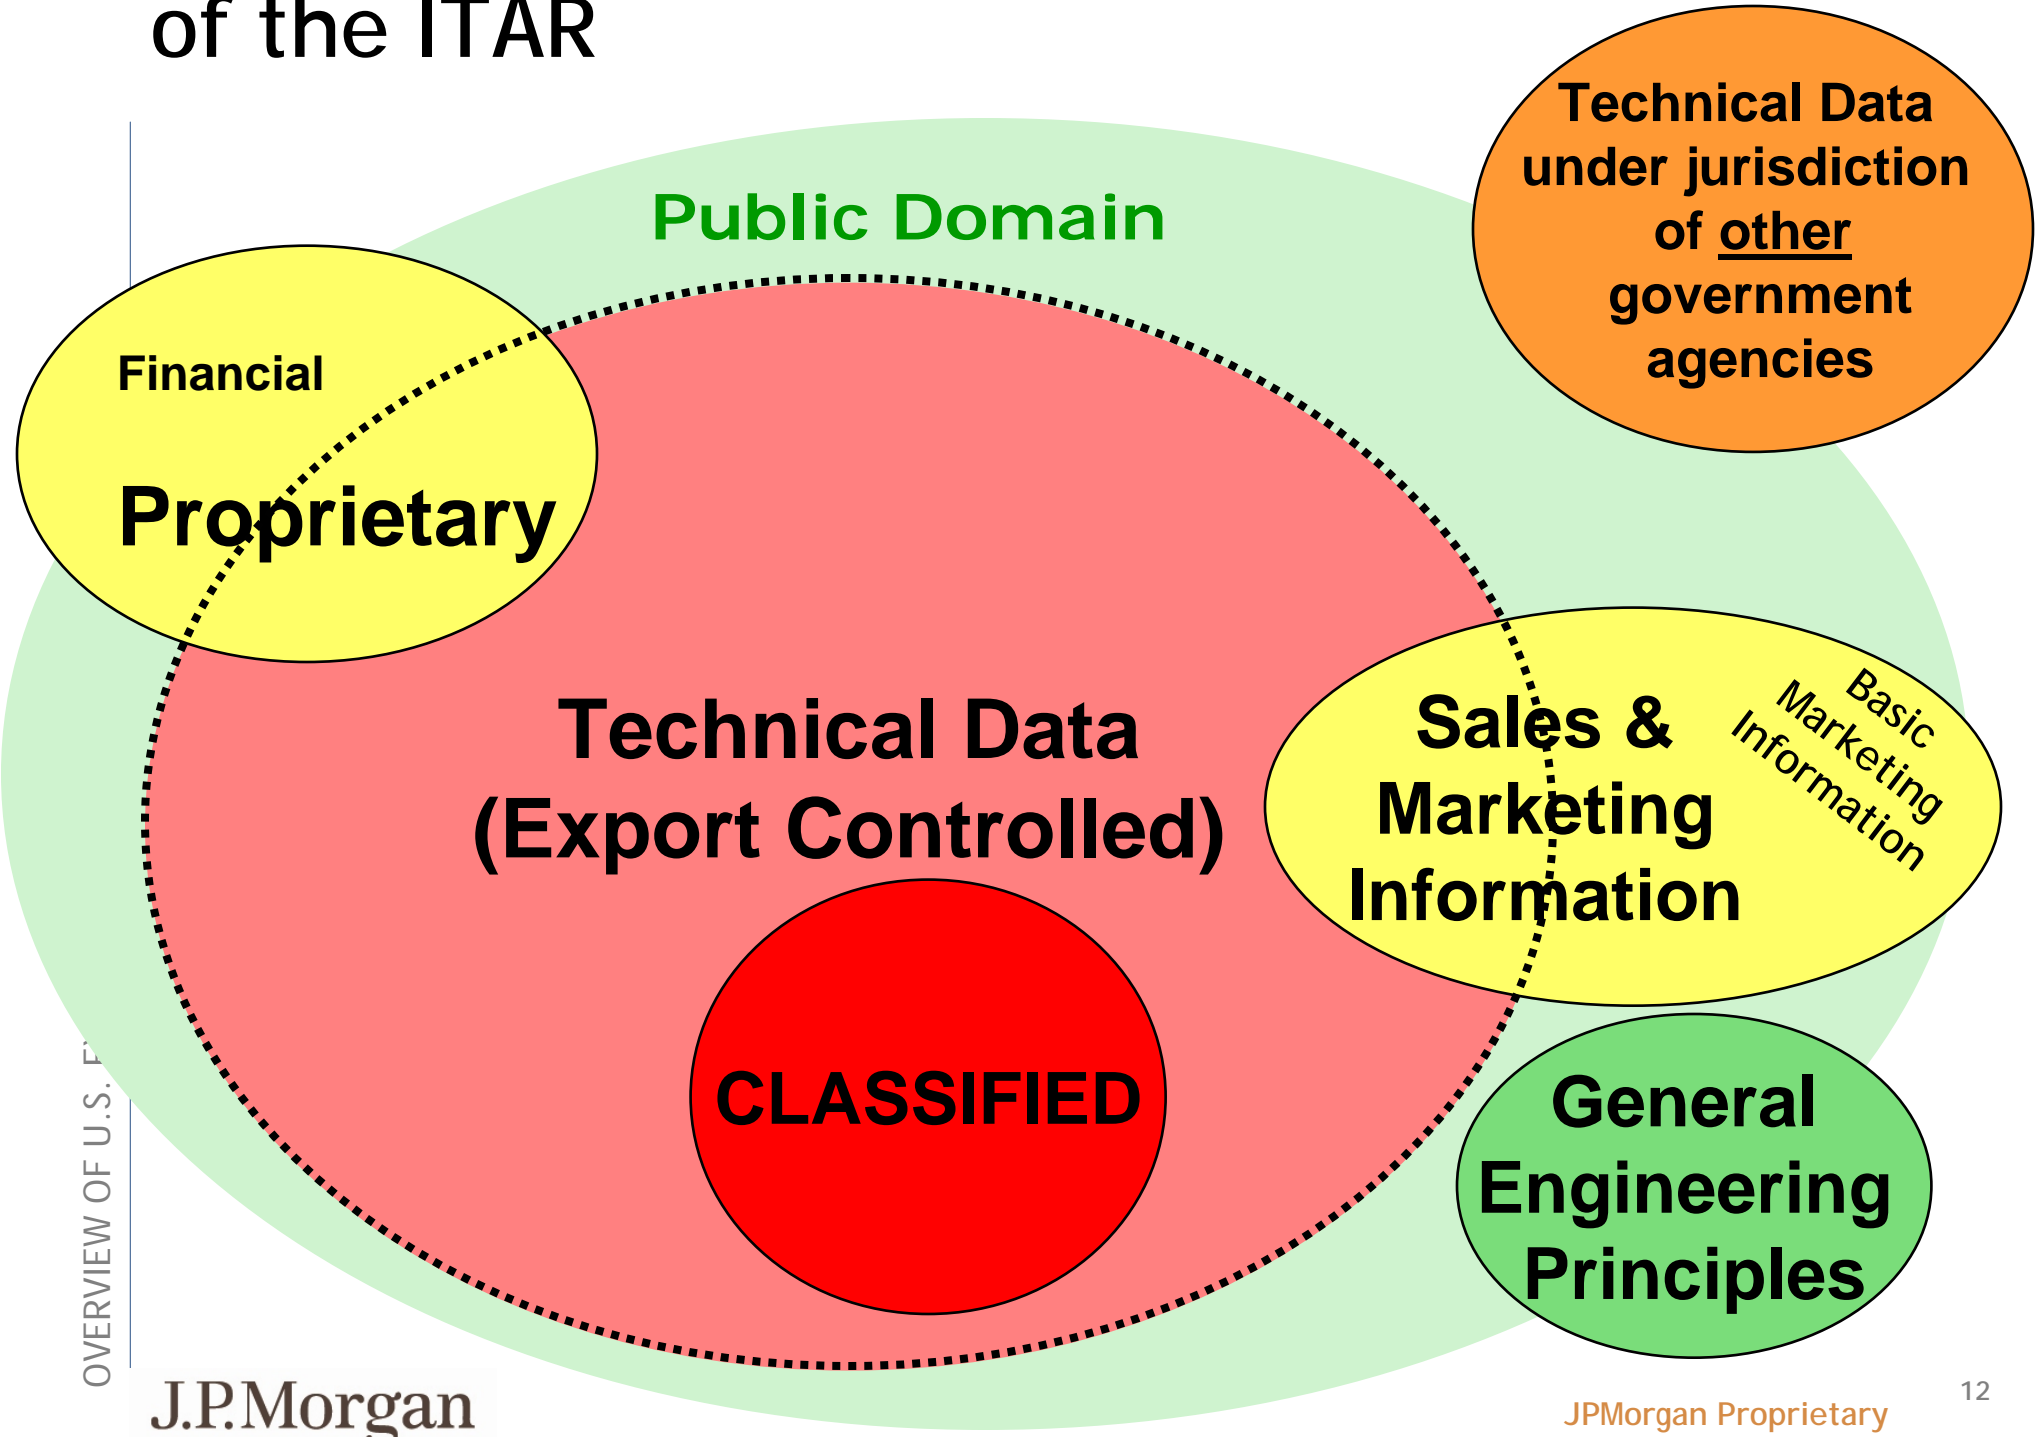 of the ITAR
Technical Data
under jurisdiction
of other
government
agencies
Public Domain
Financial
Proprietary
Technical Data
(Export Controlled)
Sales &
Marketing
Information
Basic
Marketing
Information
CLASSIFIED
General
Engineering
Principles
OVERVIEW OF U.S.
J.P.Morgan
JPMorgan Proprietary
12